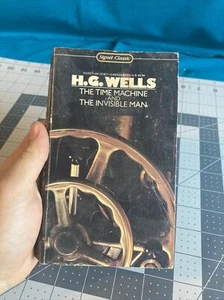 Signet Classic
H.G. WELLS
THE TIME MACHINE
AND
THE INVISIBLE MAN